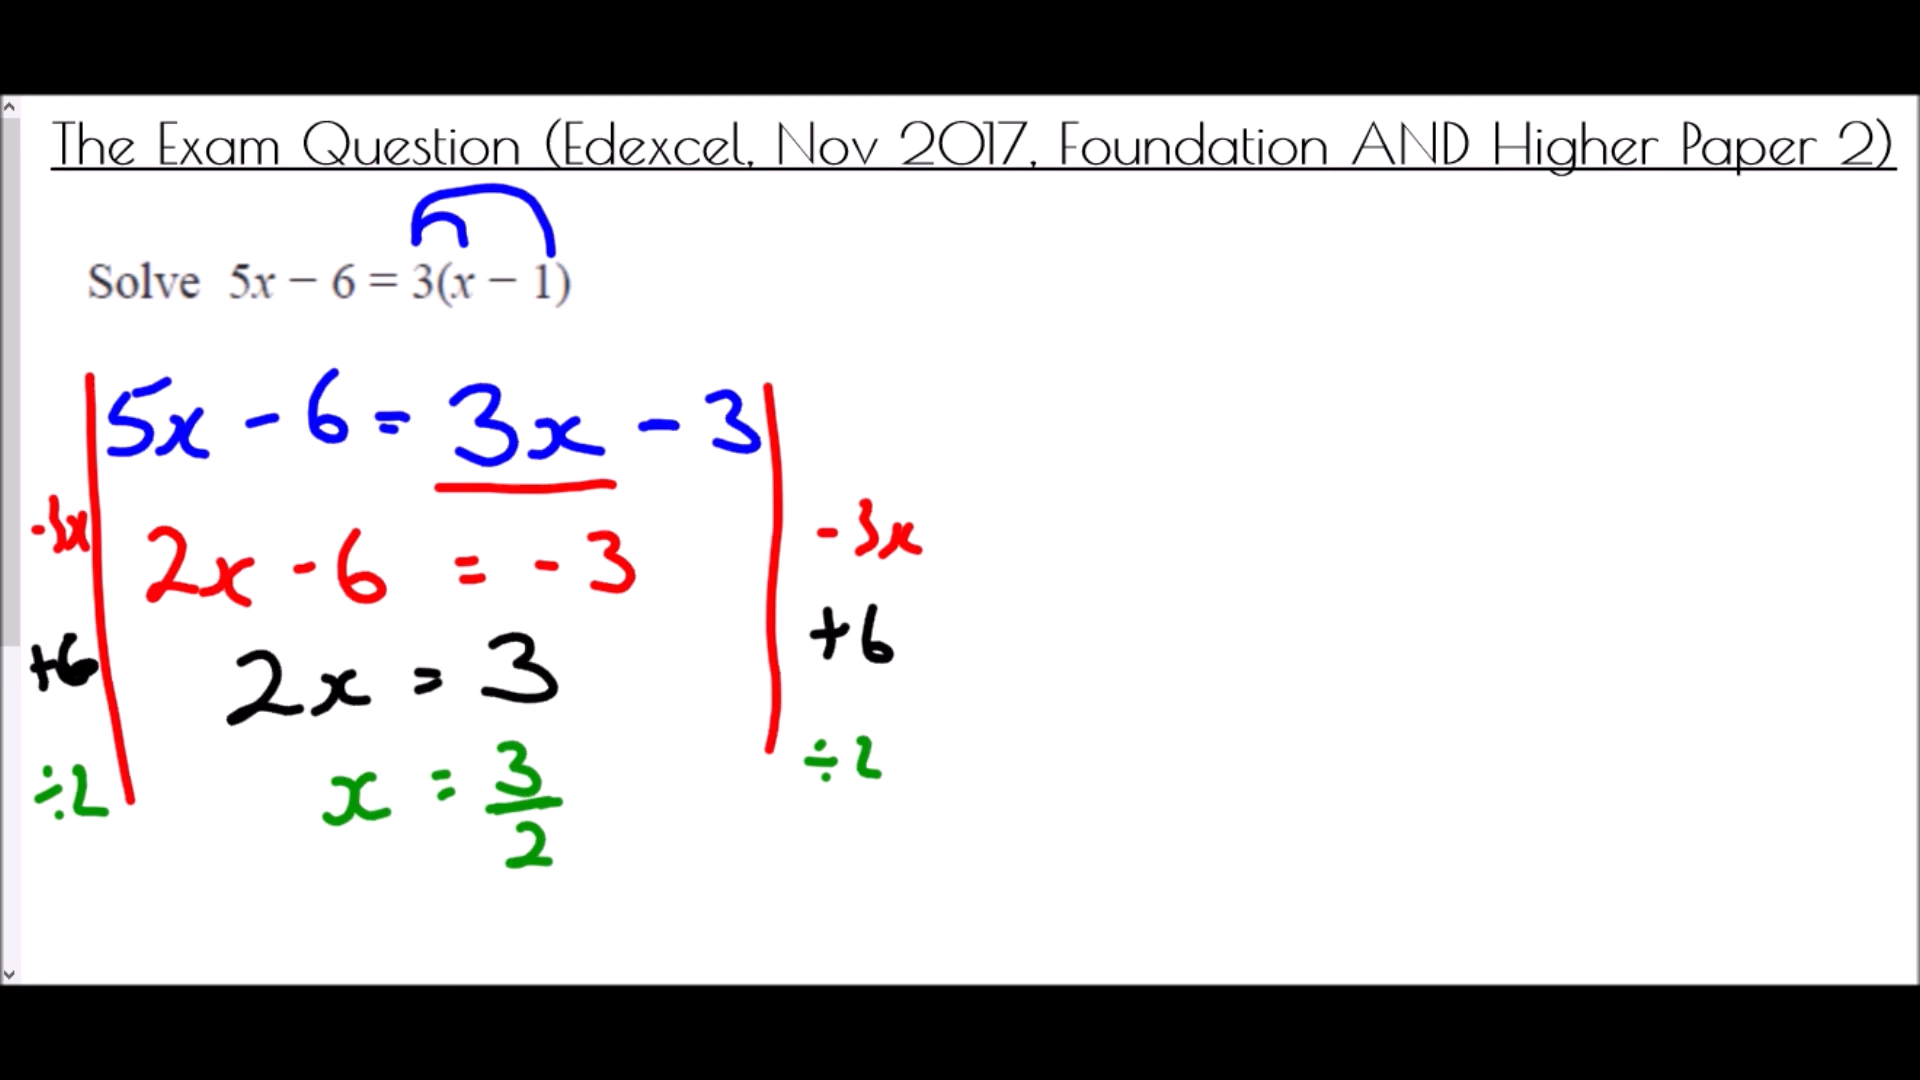 The Exam Question (Edexcel, Nov 2017, Foundation AND Higher Paper 2)
Solve 5x − 6 = 3(x − 1)
5x - 6 = 3x - 3
-3x 2x - 6 = - 3 - 3x
+6 2x = 3 +6
÷2 x = 3/2 ÷2